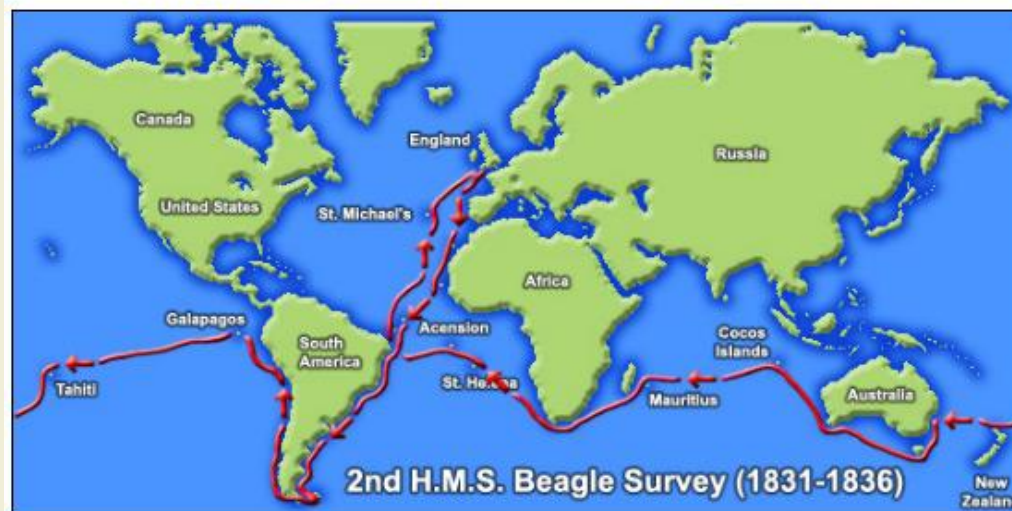 Canada
England
Russia
United States
St. Michael's
Africa
Galapagos
Acension
South
America
Cocos
Islands
Tahiti
St. Helena
Mauritius
Australia
2nd H.M.S. Beagle Survey (1831-1836)
New
Zealand